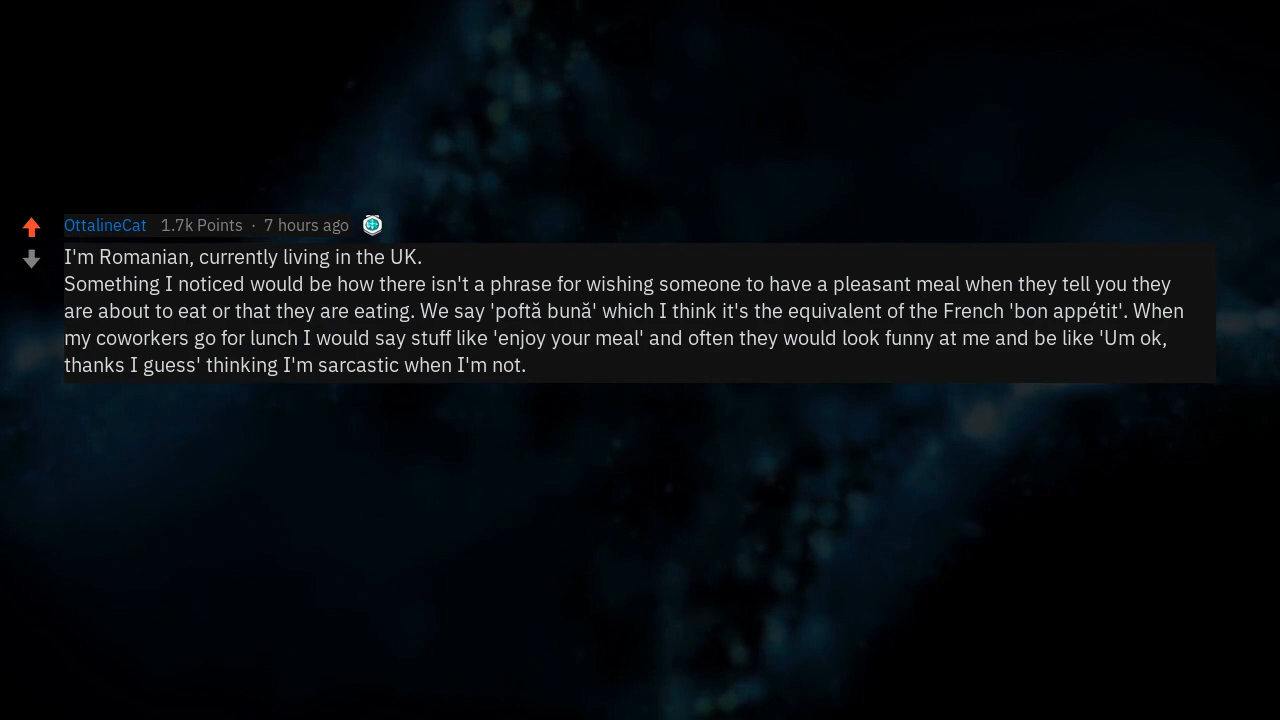 OttalineCat 1.7k Points · 7 hours ago
I'm Romanian, currently living in the UK.
Something I noticed would be how there isn't a phrase for wishing someone to have a pleasant meal when they tell you they
are about to eat or that they are eating. We say 'poftă bună' which I think it's the equivalent of the French 'bon appétit'. When
my coworkers go for lunch I would say stuff like 'enjoy your meal' and often they would look funny at me and be like 'Um ok,
thanks I guess' thinking I'm sarcastic when I'm not.